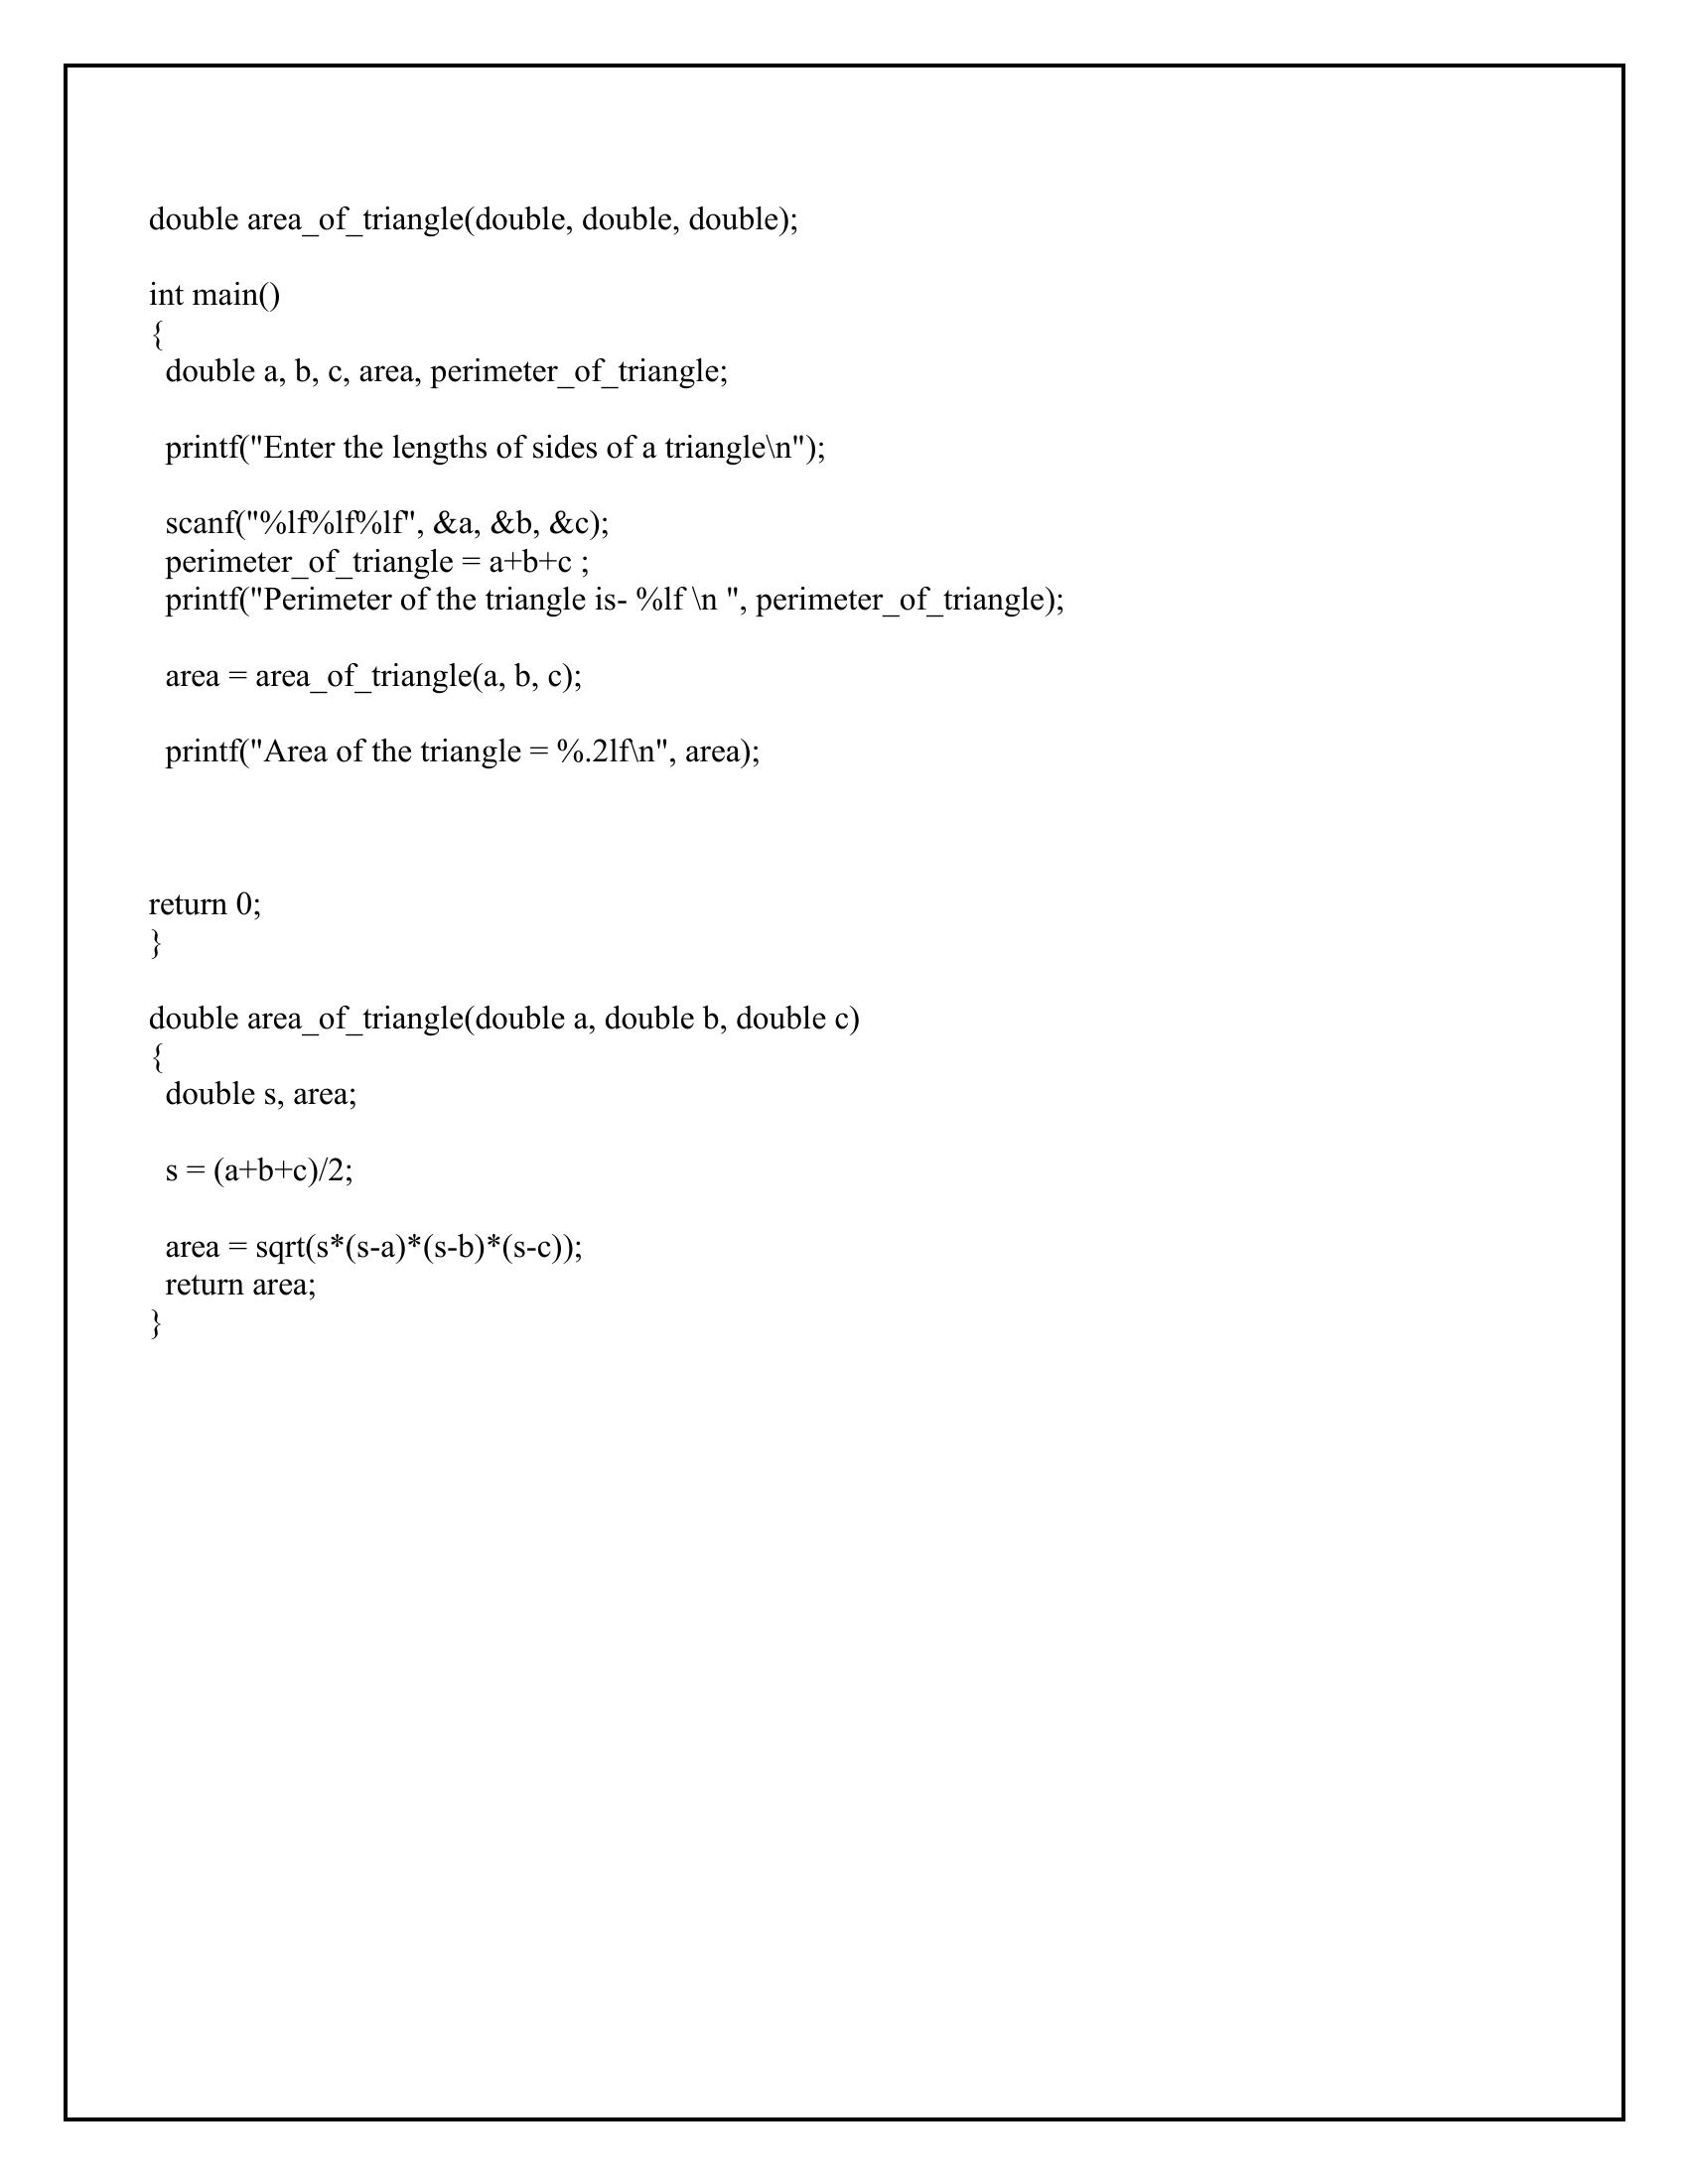 double area_of_triangle(double, double, double);
int main()
{
double a, b, c, area, perimeter_of_triangle;
printf("Enter the lengths of sides of a triangle\n");
scanf("%lf%lf%lf", &a, &b, &c);
perimeter_of_triangle = a+b+c ;
printf("Perimeter of the triangle is- %lf \n ", perimeter_of_triangle);
area = area_of_triangle(a, b, c);
printf("Area of the triangle = %.2lf\n", area);
return 0;
}
double area_of_triangle(double a, double b, double c)
{
double s, area;
s = (a+b+c)/2;
area = sqrt(s*(s-a)*(s-b)*(s-c));
return area;
}